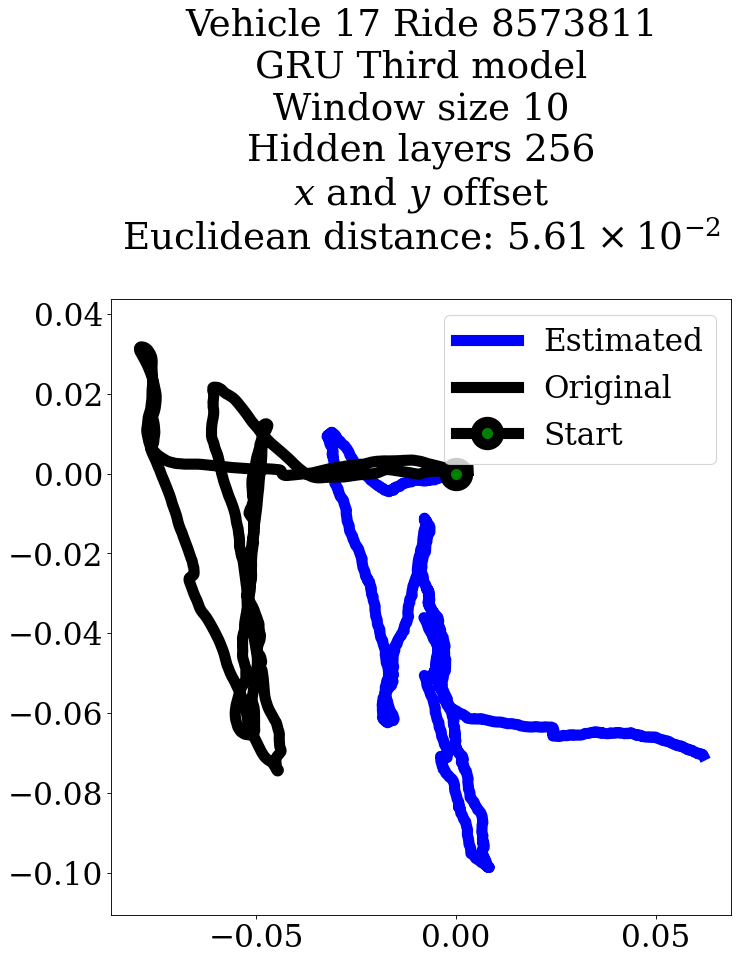 Vehicle 17 Ride 8573811
GRU Third model
Window size 10
Hidden layers 256
x and y offset
Euclidean distance: 5.61 × 10⁻²
Estimated
Original
Start
0.04
0.02
0.00
−0.02
−0.04
−0.06
−0.08
−0.10
−0.05 0.00 0.05